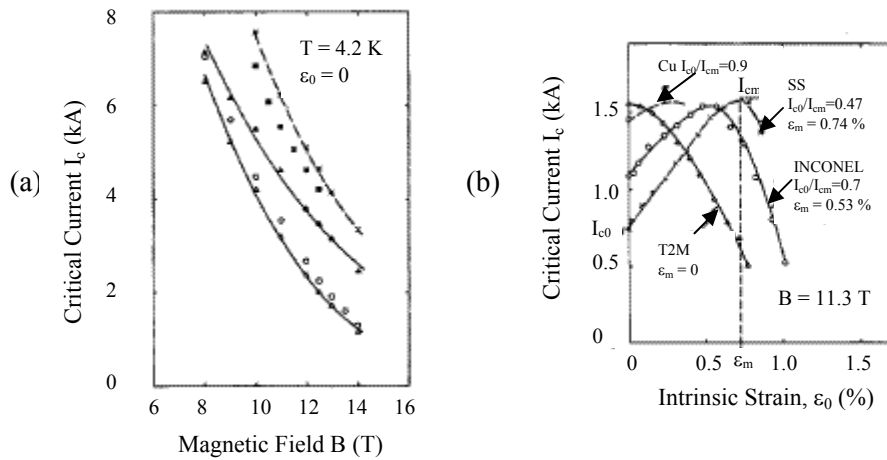 (a)
Critical Current Ic (kA)
8
6
4
2
0
T = 4.2 K
ε0 = 0
6 8 10 12 14 16
Magnetic Field B (T)
(b)
Critical Current Ic (kA)
1.5
1.0
Ic0
0.5
0
Cu Ic0/Icm=0.9
Icm
SS
Ic0/Icm=0.47
εm = 0.74 %
INCONEL
Ic0/Icm=0.7
εm = 0.53 %
T2M
εm = 0
B = 11.3 T
0 0.5 εm 1.0 1.5
Intrinsic Strain, ε0 (%)